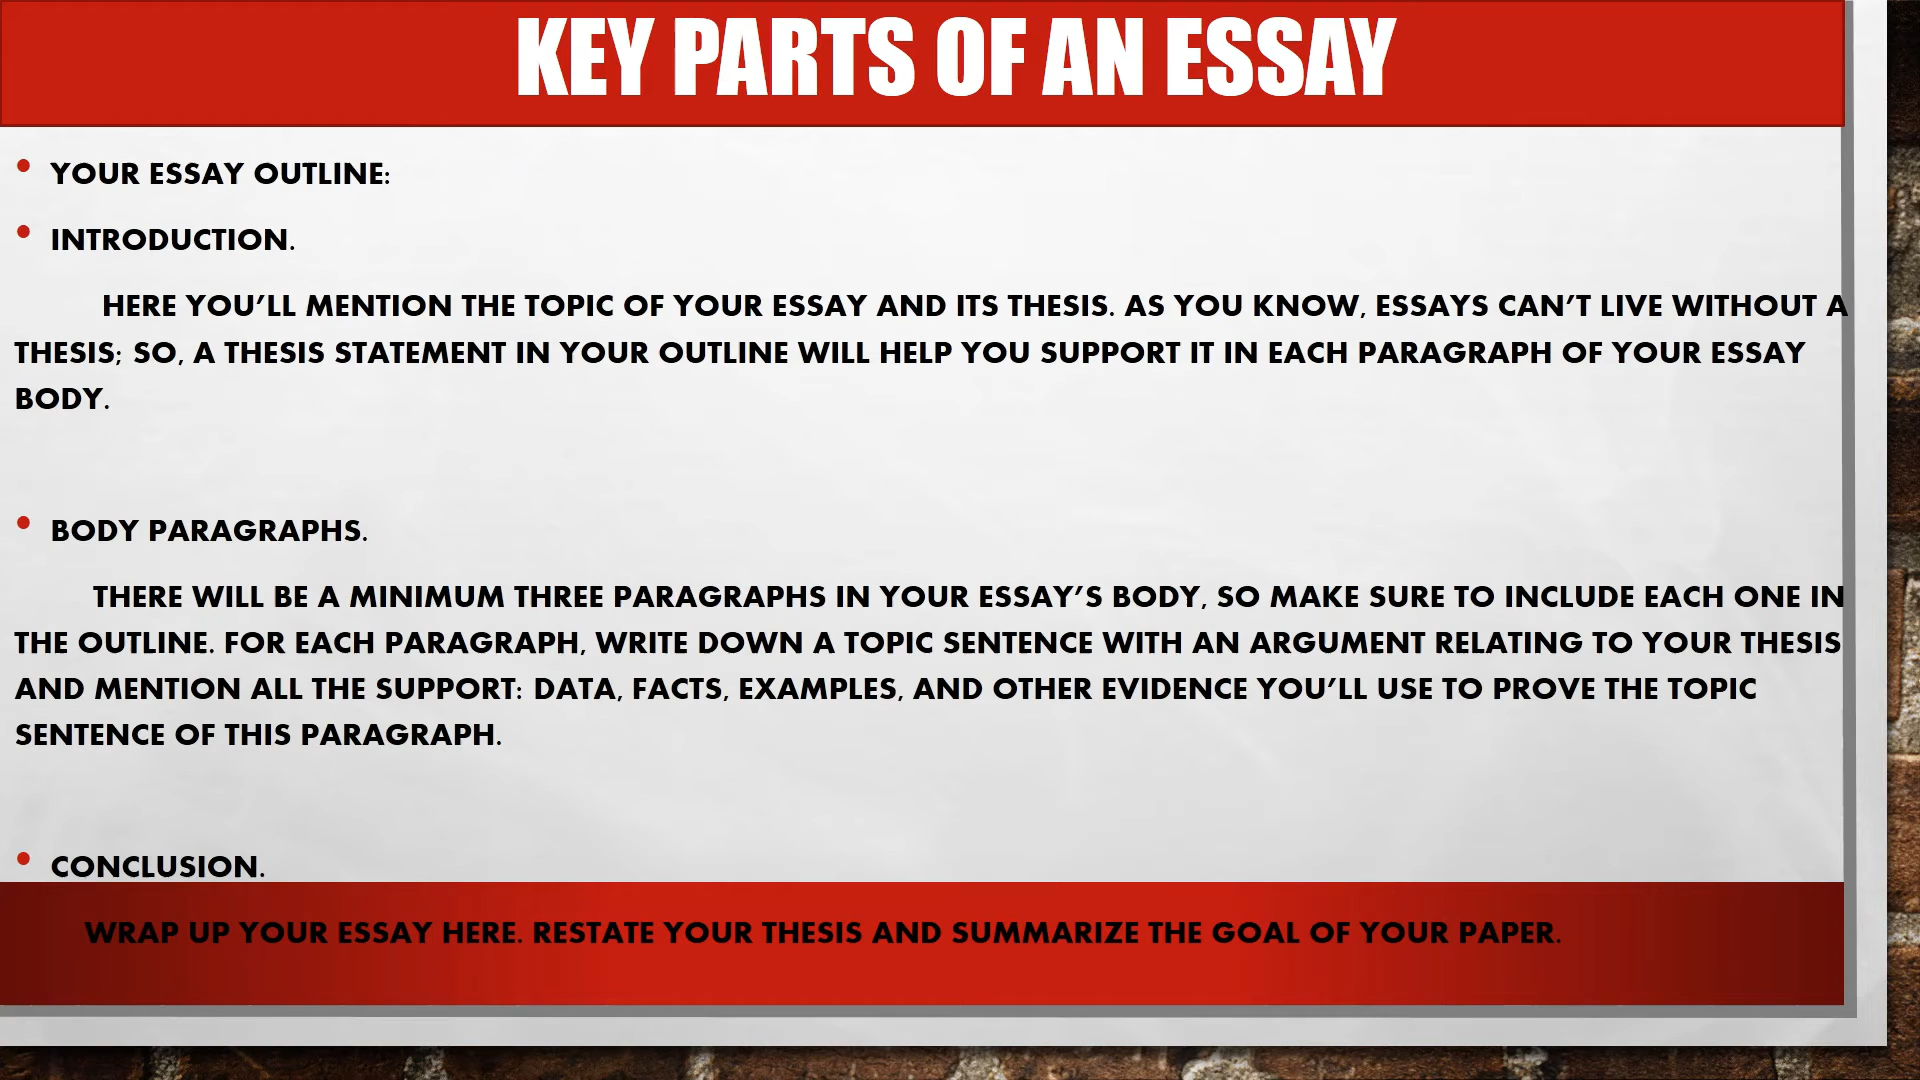 KEY PARTS OF AN ESSAY
• YOUR ESSAY OUTLINE:
• INTRODUCTION.
HERE YOU’LL MENTION THE TOPIC OF YOUR ESSAY AND ITS THESIS. AS YOU KNOW, ESSAYS CAN’T LIVE WITHOUT A
THESIS; SO, A THESIS STATEMENT IN YOUR OUTLINE WILL HELP YOU SUPPORT IT IN EACH PARAGRAPH OF YOUR ESSAY
BODY.
• BODY PARAGRAPHS.
THERE WILL BE A MINIMUM THREE PARAGRAPHS IN YOUR ESSAY’S BODY, SO MAKE SURE TO INCLUDE EACH ONE IN
THE OUTLINE. FOR EACH PARAGRAPH, WRITE DOWN A TOPIC SENTENCE WITH AN ARGUMENT RELATING TO YOUR THESIS
AND MENTION ALL THE SUPPORT: DATA, FACTS, EXAMPLES, AND OTHER EVIDENCE YOU’LL USE TO PROVE THE TOPIC
SENTENCE OF THIS PARAGRAPH.
• CONCLUSION.
WRAP UP YOUR ESSAY HERE. RESTATE YOUR THESIS AND SUMMARIZE THE GOAL OF YOUR PAPER.